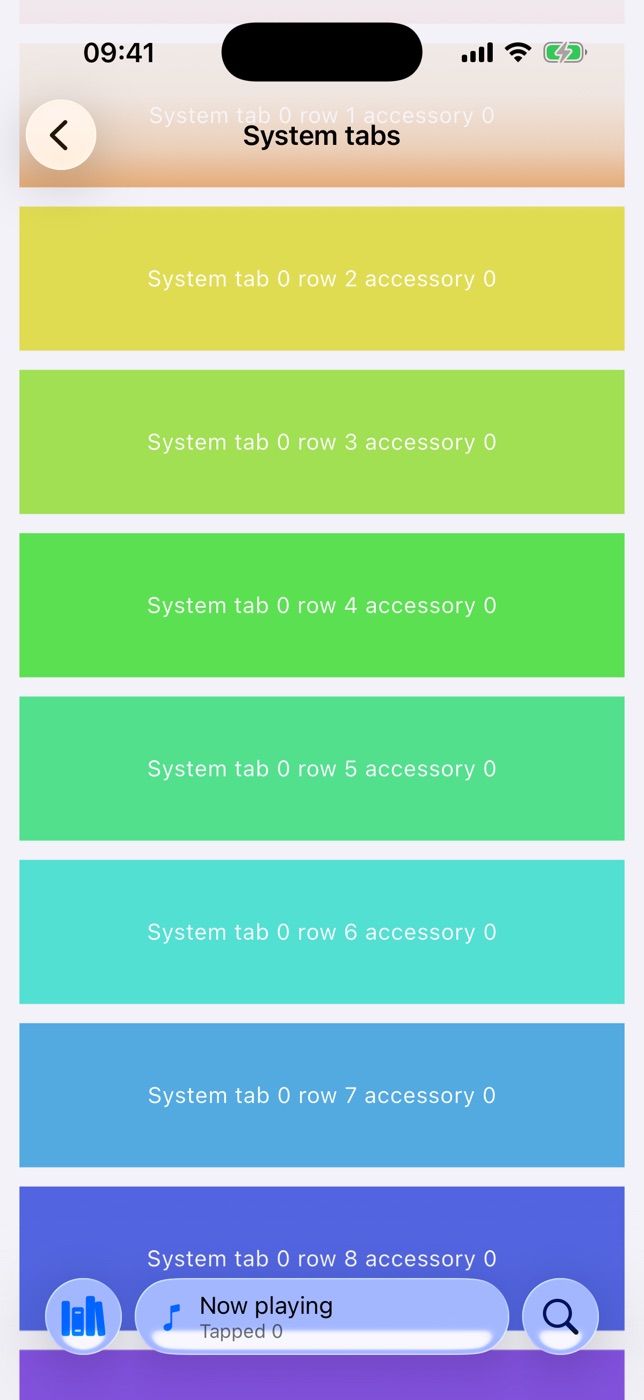 09:41
System tab 0 row 1 accessory 0
System tabs
System tab 0 row 2 accessory 0
System tab 0 row 3 accessory 0
System tab 0 row 4 accessory 0
System tab 0 row 5 accessory 0
System tab 0 row 6 accessory 0
System tab 0 row 7 accessory 0
System tab 0 row 8 accessory 0
Now playing
Tapped 0